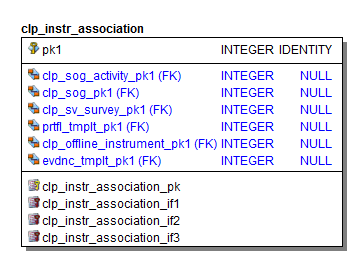 clp_instr_association
pk1 INTEGER IDENTITY
clp_sog_activity_pk1 (FK) INTEGER NULL
clp_sog_pk1 (FK) INTEGER NULL
clp_sv_survey_pk1 (FK) INTEGER NULL
prtfl_tmplt_pk1 (FK) INTEGER NULL
clp_offline_instrument_pk1 (FK) INTEGER NULL
evdnc_tmplt_pk1 (FK) INTEGER NULL
clp_instr_association_pk
clp_instr_association_if1
clp_instr_association_if2
clp_instr_association_if3